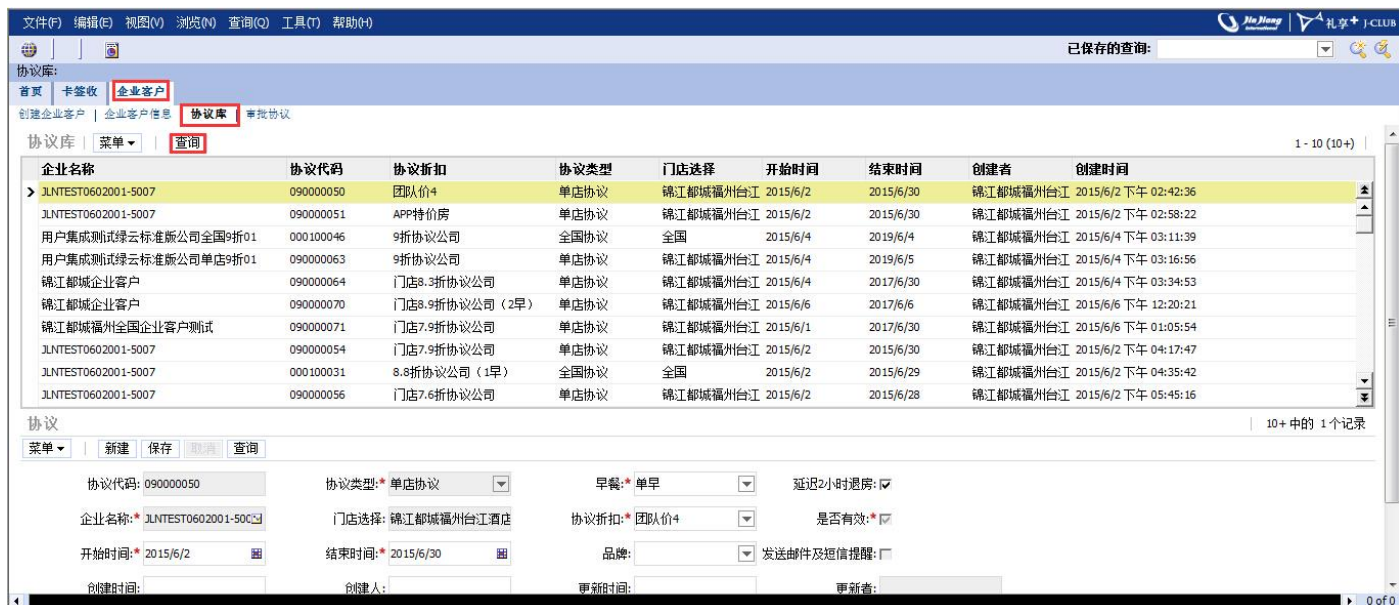 文件(F) 编辑(E) 视图(V) 浏览(N) 查询(Q) 工具(T) 帮助(H) JinJiang International 礼享+ J-CLUB
已保存的查询:
协议库:
首页 卡签收 企业客户
创建企业客户 | 企业客户信息 协议库 | 审批协议
协议库 | 菜单 | 查询 1 - 10 (10+)
企业名称 协议代码 协议折扣 协议类型 门店选择 开始时间 结束时间 创建者 创建时间
JLNTEST0602001-5007 090000050 团队价4 单店协议 锦江都城福州台江 2015/6/2 2015/6/30 锦江都城福州台江 2015/6/2 下午 02:42:36
JLNTEST0602001-5007 090000051 APP特价房 单店协议 锦江都城福州台江 2015/6/2 2015/6/30 锦江都城福州台江 2015/6/2 下午 02:58:22
用户集成测试绿云标准版公司全国9折01 000100046 9折协议公司 全国协议 全国 2015/6/4 2019/6/4 锦江都城福州台江 2015/6/4 下午 03:11:39
用户集成测试绿云标准版公司单店9折01 090000063 9折协议公司 单店协议 锦江都城福州台江 2015/6/4 2019/6/5 锦江都城福州台江 2015/6/4 下午 03:16:56
锦江都城企业客户 090000064 门店8.3折协议公司 单店协议 锦江都城福州台江 2015/6/4 2017/6/30 锦江都城福州台江 2015/6/4 下午 03:34:53
锦江都城企业客户 090000070 门店8.9折协议公司（2早） 单店协议 锦江都城福州台江 2015/6/6 2017/6/6 锦江都城福州台江 2015/6/6 下午 12:20:21
锦江都城福州全国企业客户测试 090000071 门店7.9折协议公司 单店协议 锦江都城福州台江 2015/6/1 2017/6/30 锦江都城福州台江 2015/6/6 下午 01:05:54
JLNTEST0602001-5007 090000054 门店7.9折协议公司 单店协议 锦江都城福州台江 2015/6/2 2015/6/30 锦江都城福州台江 2015/6/2 下午 04:17:47
JLNTEST0602001-5007 000100031 8.8折协议公司（1早） 全国协议 全国 2015/6/2 2015/6/29 锦江都城福州台江 2015/6/2 下午 04:35:42
JLNTEST0602001-5007 090000056 门店7.6折协议公司 单店协议 锦江都城福州台江 2015/6/2 2015/6/28 锦江都城福州台江 2015/6/2 下午 05:45:16
协议 | 10+ 中的 1个记录
菜单 | 新建 保存 取消 查询
协议代码: 090000050 协议类型:* 单店协议 早餐:* 单早 延迟2小时退房:
企业名称:* JLNTEST0602001-500 门店选择: 锦江都城福州台江酒店 协议折扣:* 团队价4 是否有效:*
开始时间:* 2015/6/2 结束时间:* 2015/6/30 品牌: 发送邮件及短信提醒:
创建时间: 创建人: 更新时间: 更新者:
0 of 0